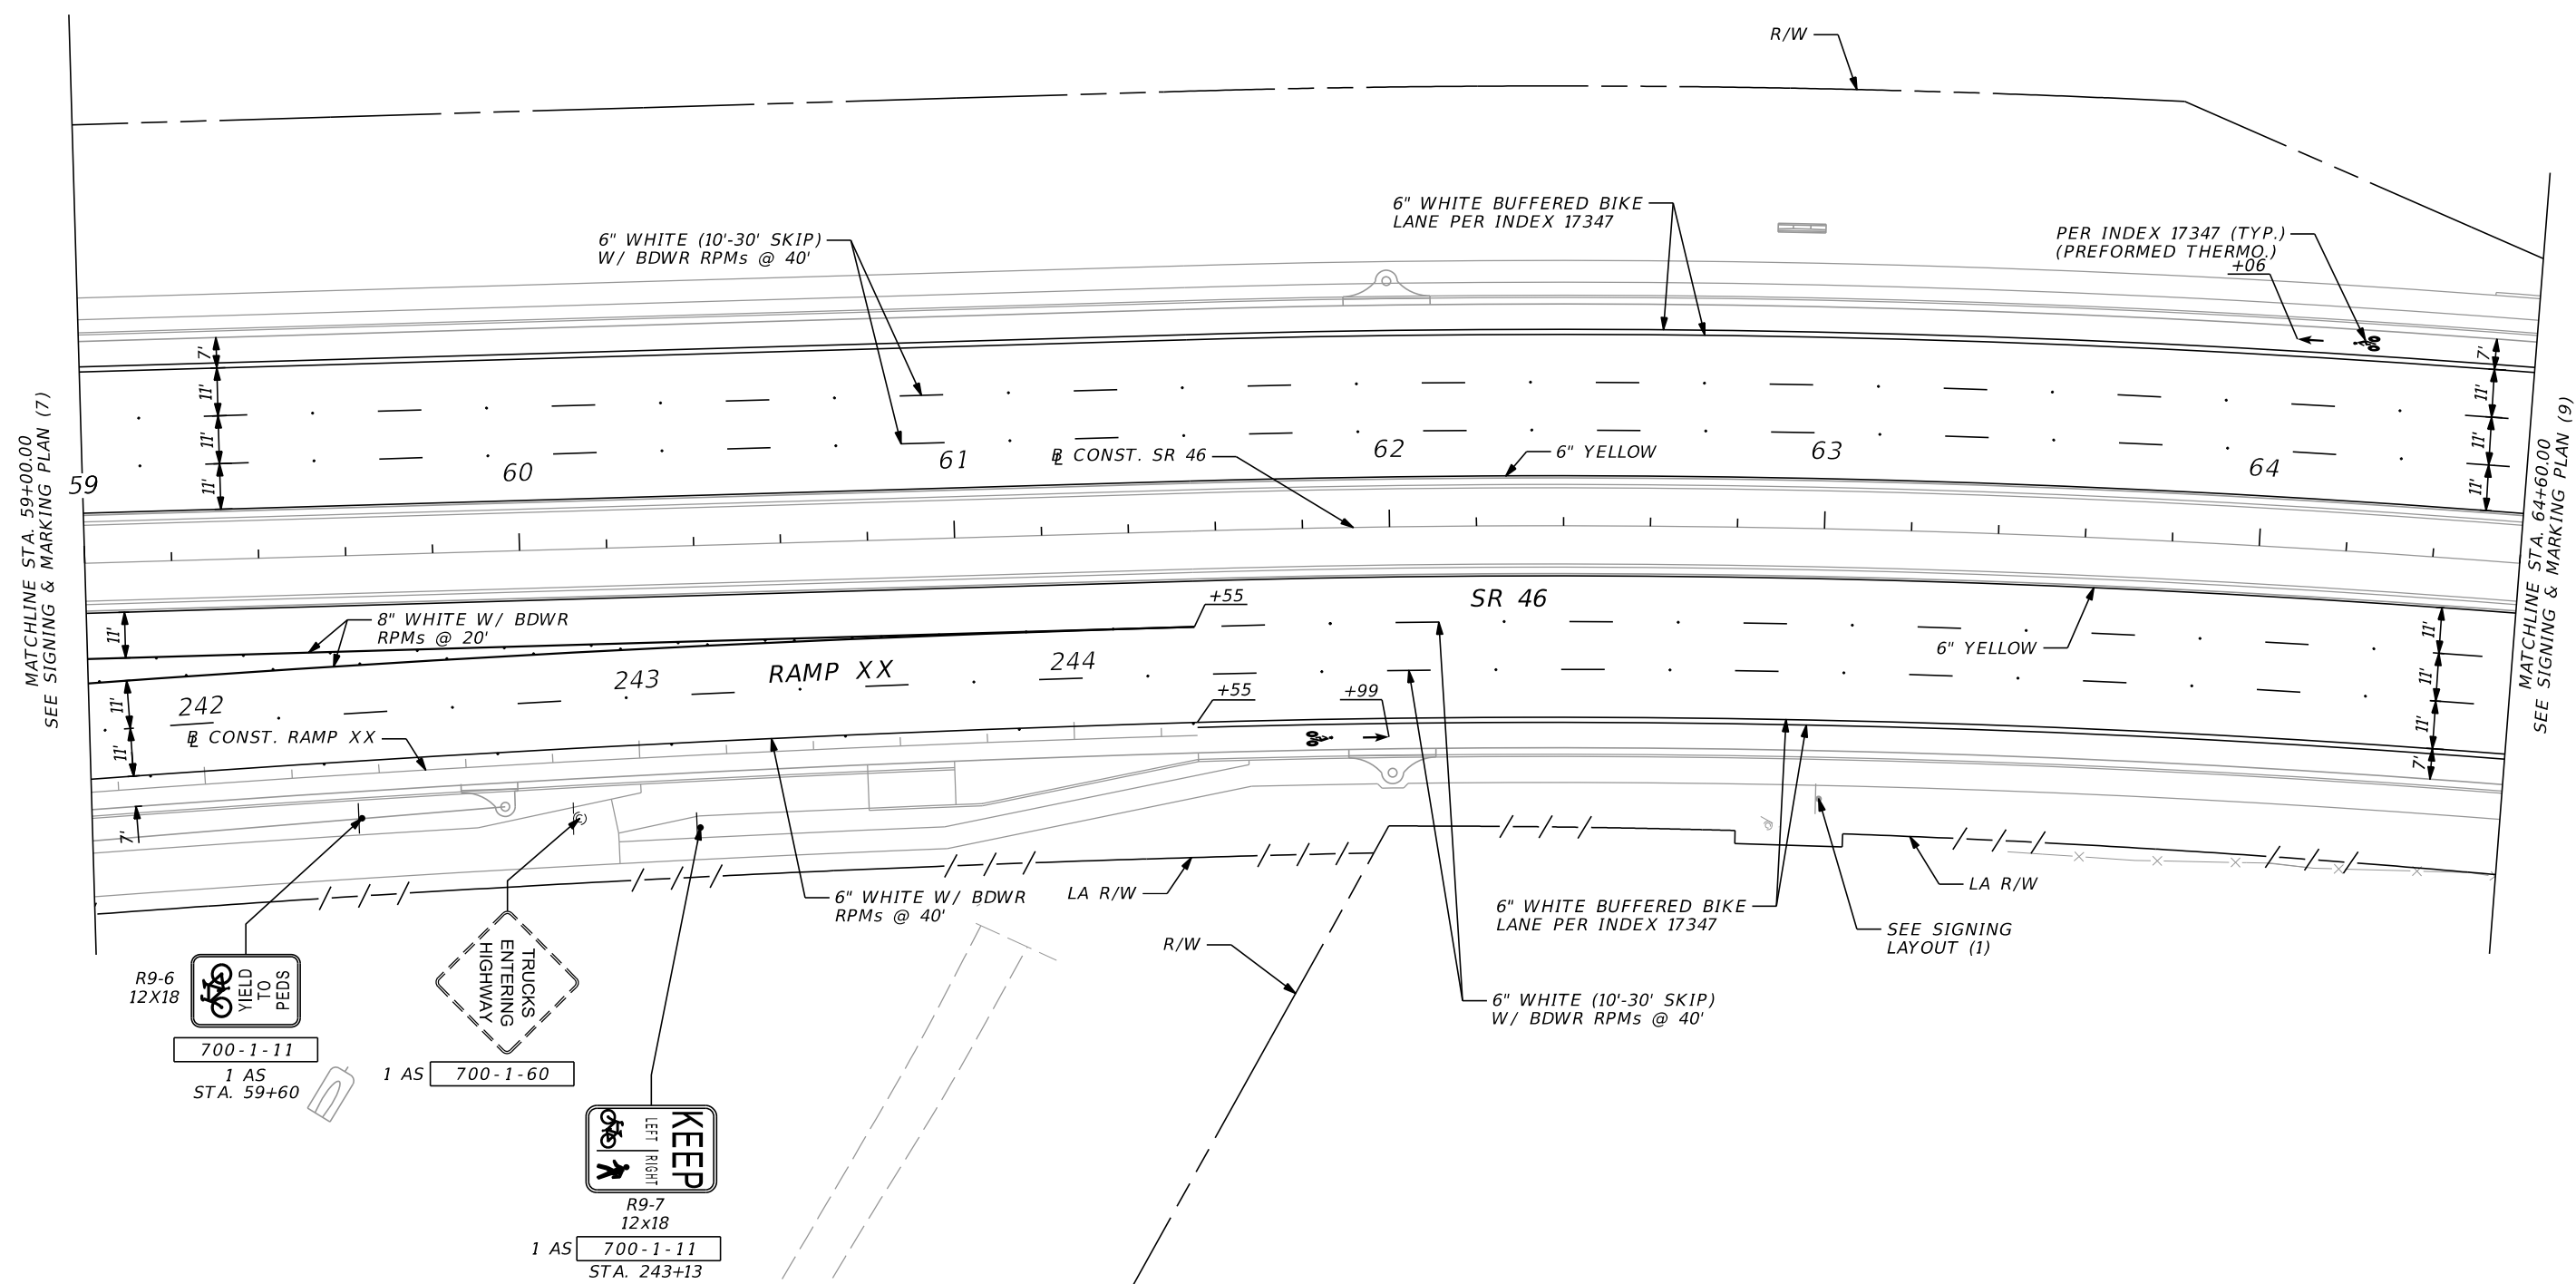 R/W
6" WHITE BUFFERED BIKE
LANE PER INDEX 17347
6" WHITE (10'-30' SKIP)
W/ BDWR RPMs @ 40'
PER INDEX 17347 (TYP.)
(PREFORMED THERMO.)
+06
7'
11'
11'
11'
7'
11'
11'
11'
MATCHLINE STA. 59+00.00
SEE SIGNING & MARKING PLAN (7)
59
60
61
62
63
64
℄ CONST. SR 46
6" YELLOW
MATCHLINE STA. 64+60.00
SEE SIGNING & MARKING PLAN (9)
11'
8" WHITE W/ BDWR
RPMs @ 20'
+55
SR 46
6" YELLOW
11'
11'
11'
7'
242
243
RAMP XX
244
+55
+99
11'
11'
7'
℄ CONST. RAMP XX
6" WHITE W/ BDWR
RPMs @ 40'
LA R/W
LA R/W
R/W
6" WHITE BUFFERED BIKE
LANE PER INDEX 17347
SEE SIGNING
LAYOUT (1)
6" WHITE (10'-30' SKIP)
W/ BDWR RPMs @ 40'
R9-6
12X18
YIELD
TO
PEDS
700-1-11
1 AS
STA. 59+60
TRUCKS
ENTERING
HIGHWAY
1 AS 700-1-60
KEEP
LEFT RIGHT
R9-7
12x18
1 AS 700-1-11
STA. 243+13